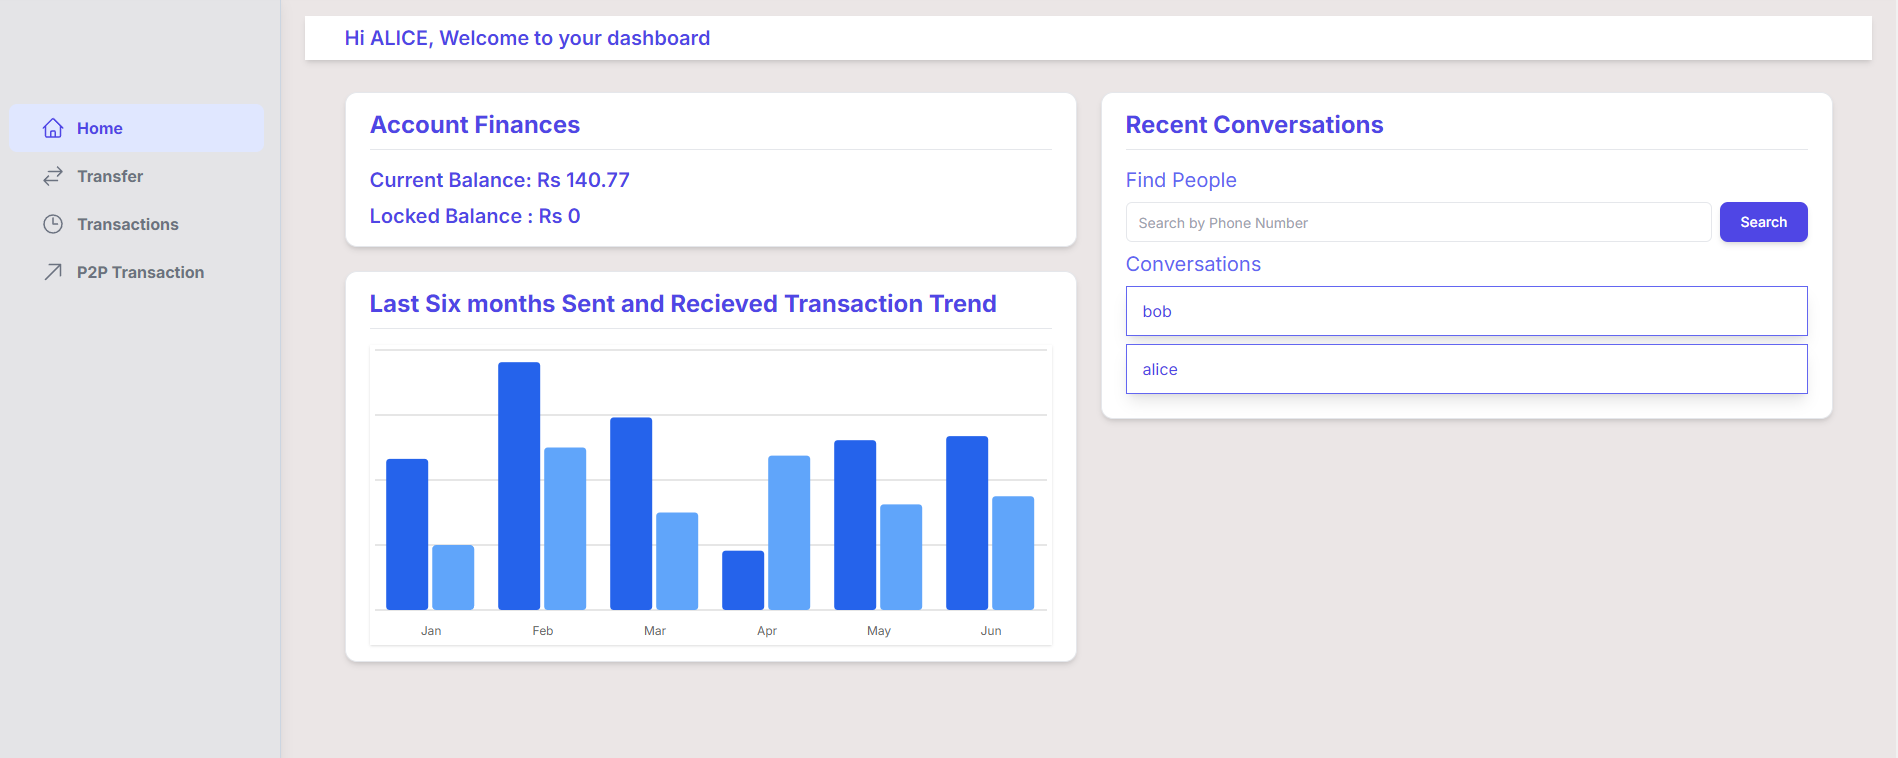 Hi ALICE, Welcome to your dashboard
Home
Transfer
Transactions
P2P Transaction
Account Finances
Current Balance: Rs 140.77
Locked Balance : Rs 0
Last Six months Sent and Recieved Transaction Trend
Jan Feb Mar Apr May Jun
Recent Conversations
Find People
Search by Phone Number Search
Conversations
bob
alice